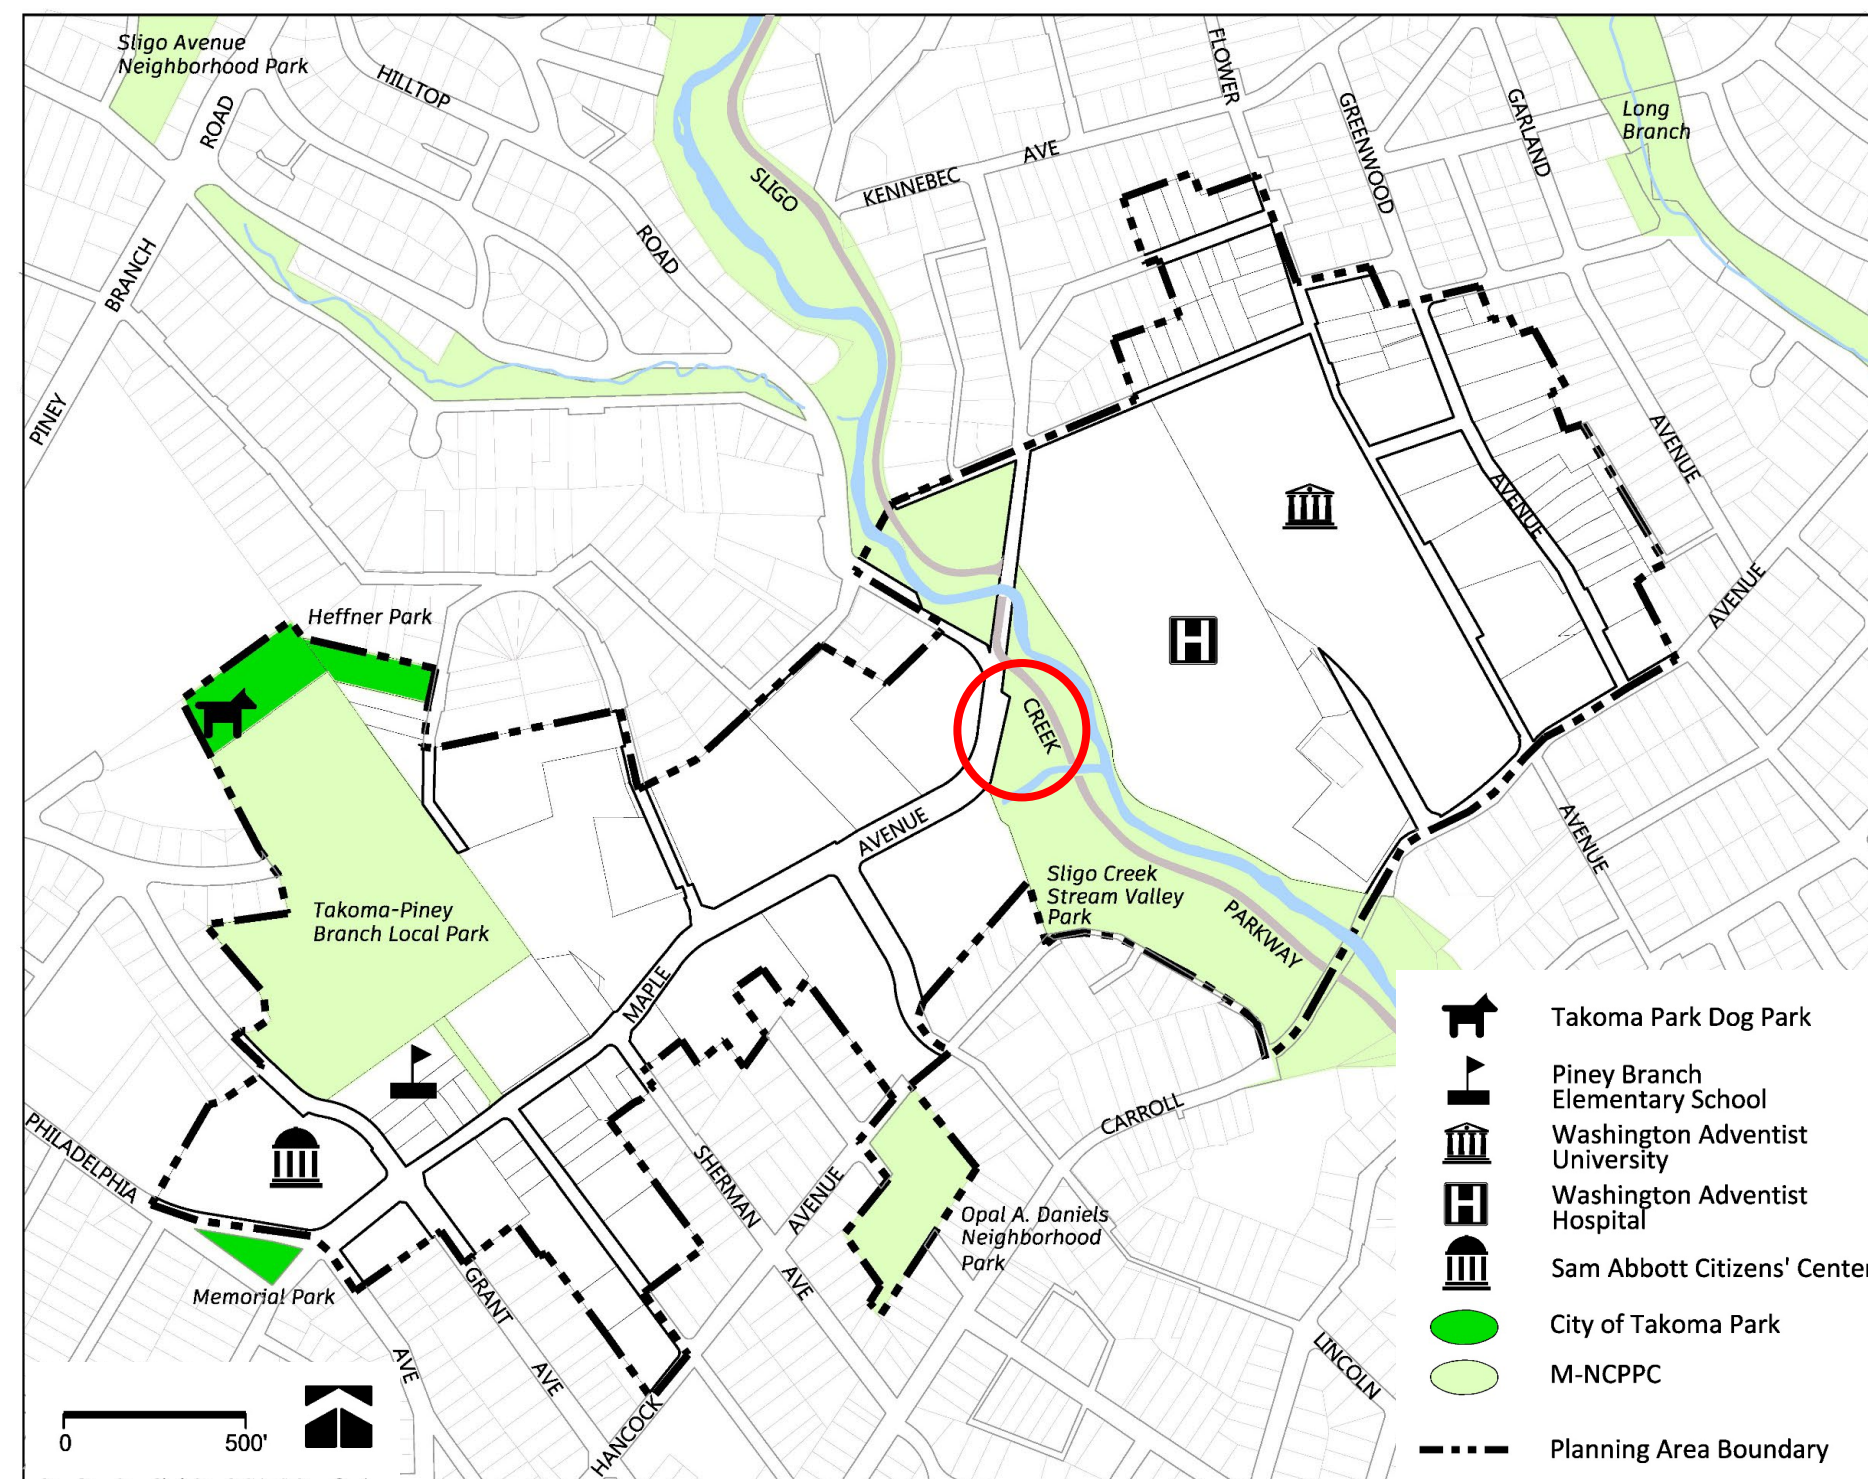 Sligo Avenue
Neighborhood Park
HILLTOP
ROAD
FLOWER
GREENWOOD
GARLAND
Long
Branch
SLIGO
KENNEBEC
AVE
ROAD
BRANCH
PINEY
AVENUE
AVENUE
AVENUE
Heffner Park
CREEK
AVENUE
AVENUE
Sligo Creek
Stream Valley
Park
Takoma-Piney
Branch Local Park
PARKWAY
MAPLE
PHILADELPHIA
CARROLL
SHERMAN
AVENUE
Opal A. Daniels
Neighborhood
Park
Memorial Park
GRANT
AVE
AVE
AVE
HANCOCK
LINCOLN
0
500'
H
Takoma Park Dog Park
Piney Branch
Elementary School
Washington Adventist
University
H
Washington Adventist
Hospital
Sam Abbott Citizens' Center
City of Takoma Park
M-NCPPC
Planning Area Boundary